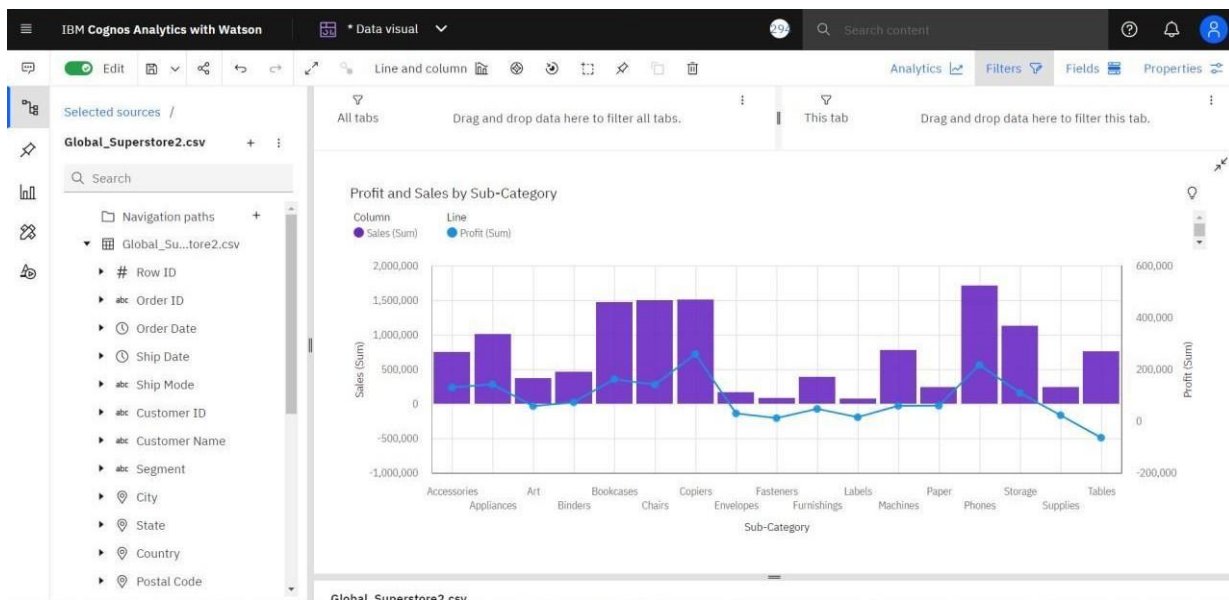 IBM Cognos Analytics with Watson
* Data visual
294
Search content
Edit
Line and column
Analytics
Filters
Fields
Properties
Selected sources /
Global_Superstore2.csv
Search
Navigation paths
Global_Su...tore2.csv
# Row ID
abc Order ID
Order Date
Ship Date
abc Ship Mode
abc Customer ID
abc Customer Name
abc Segment
City
State
Country
Postal Code
All tabs
Drag and drop data here to filter all tabs.
This tab
Drag and drop data here to filter this tab.
Profit and Sales by Sub-Category
Column
Line
Sales (Sum)
Profit (Sum)
2,000,000
1,500,000
1,000,000
500,000
0
-500,000
-1,000,000
Sales (Sum)
600,000
400,000
200,000
0
-200,000
Profit (Sum)
Accessories
Appliances
Art
Binders
Bookcases
Chairs
Copiers
Envelopes
Fasteners
Furnishings
Labels
Machines
Paper
Phones
Storage
Supplies
Tables
Sub-Category
Global_Superstore2.csv